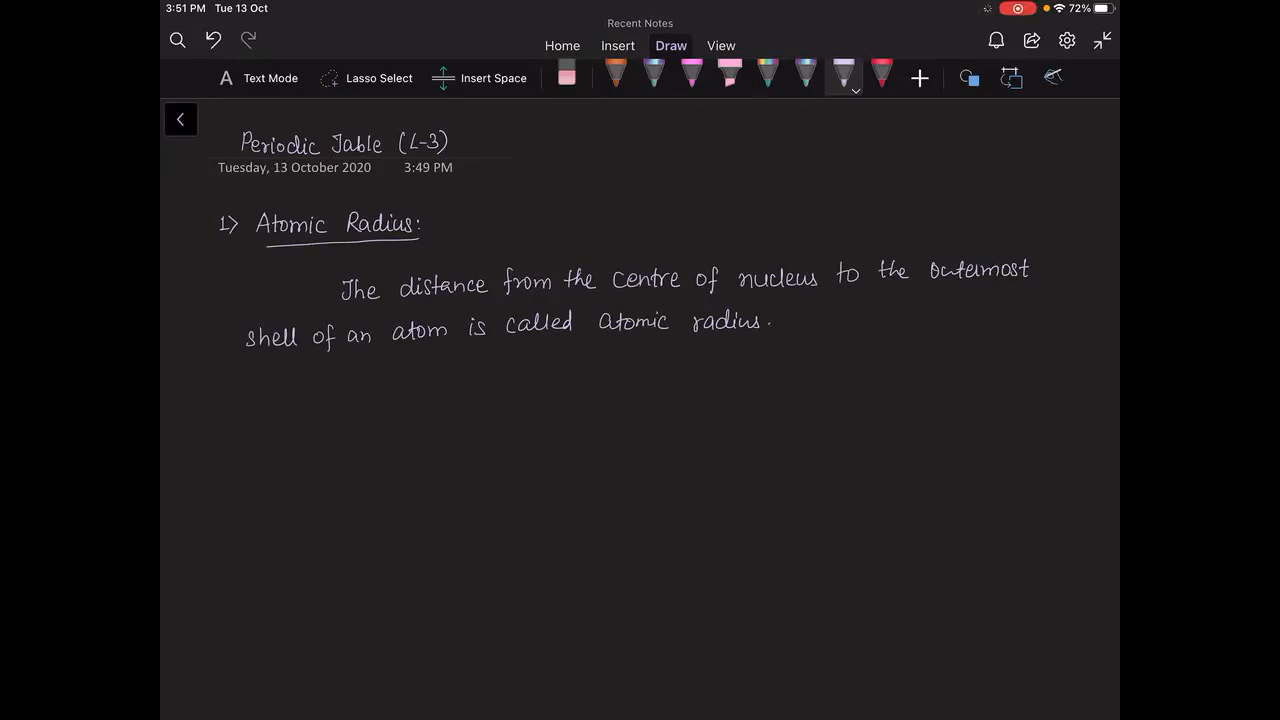 3:51 PM Tue 13 Oct
72%
Recent Notes
Home Insert Draw View
Text Mode Lasso Select Insert Space
Periodic Table (L-3)
Tuesday, 13 October 2020 3:49 PM
1> Atomic Radius:
The distance from the centre of nucleus to the outermost
shell of an atom is called atomic radius.